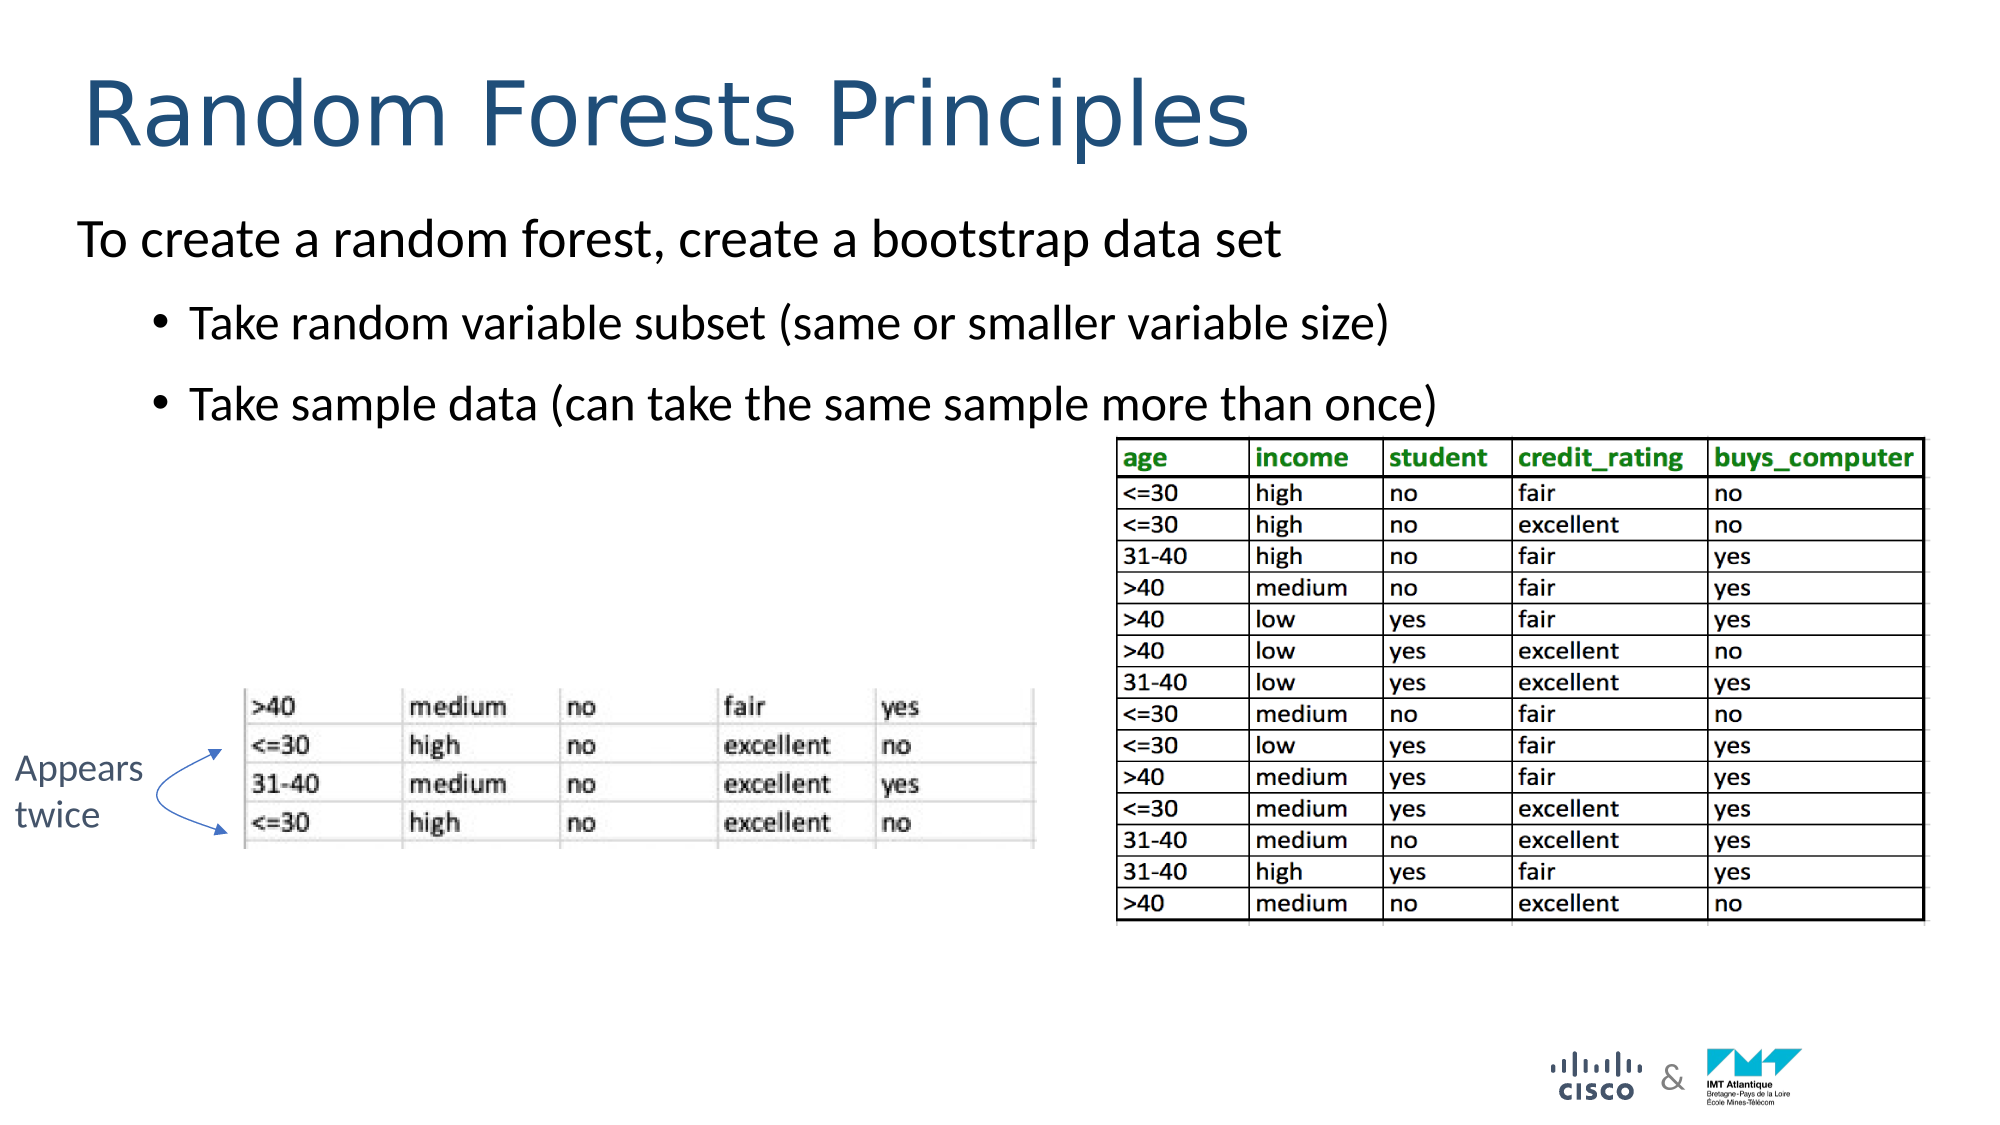 Random Forests Principles
To create a random forest, create a bootstrap data set
• Take random variable subset (same or smaller variable size)
• Take sample data (can take the same sample more than once)
age income student credit_rating buys_computer
<=30 high no fair no
<=30 high no excellent no
31-40 high no fair yes
>40 medium no fair yes
>40 low yes fair yes
>40 low yes excellent no
31-40 low yes excellent yes
<=30 medium no fair no
<=30 low yes fair yes
>40 medium yes fair yes
<=30 medium yes excellent yes
31-40 medium no excellent yes
31-40 high yes fair yes
>40 medium no excellent no
>40 medium no fair yes
<=30 high no excellent no
31-40 medium no excellent yes
<=30 high no excellent no
Appears
twice
CISCO
&
IMT Atlantique
Bretagne-Pays de la Loire
École Mines-Télécom